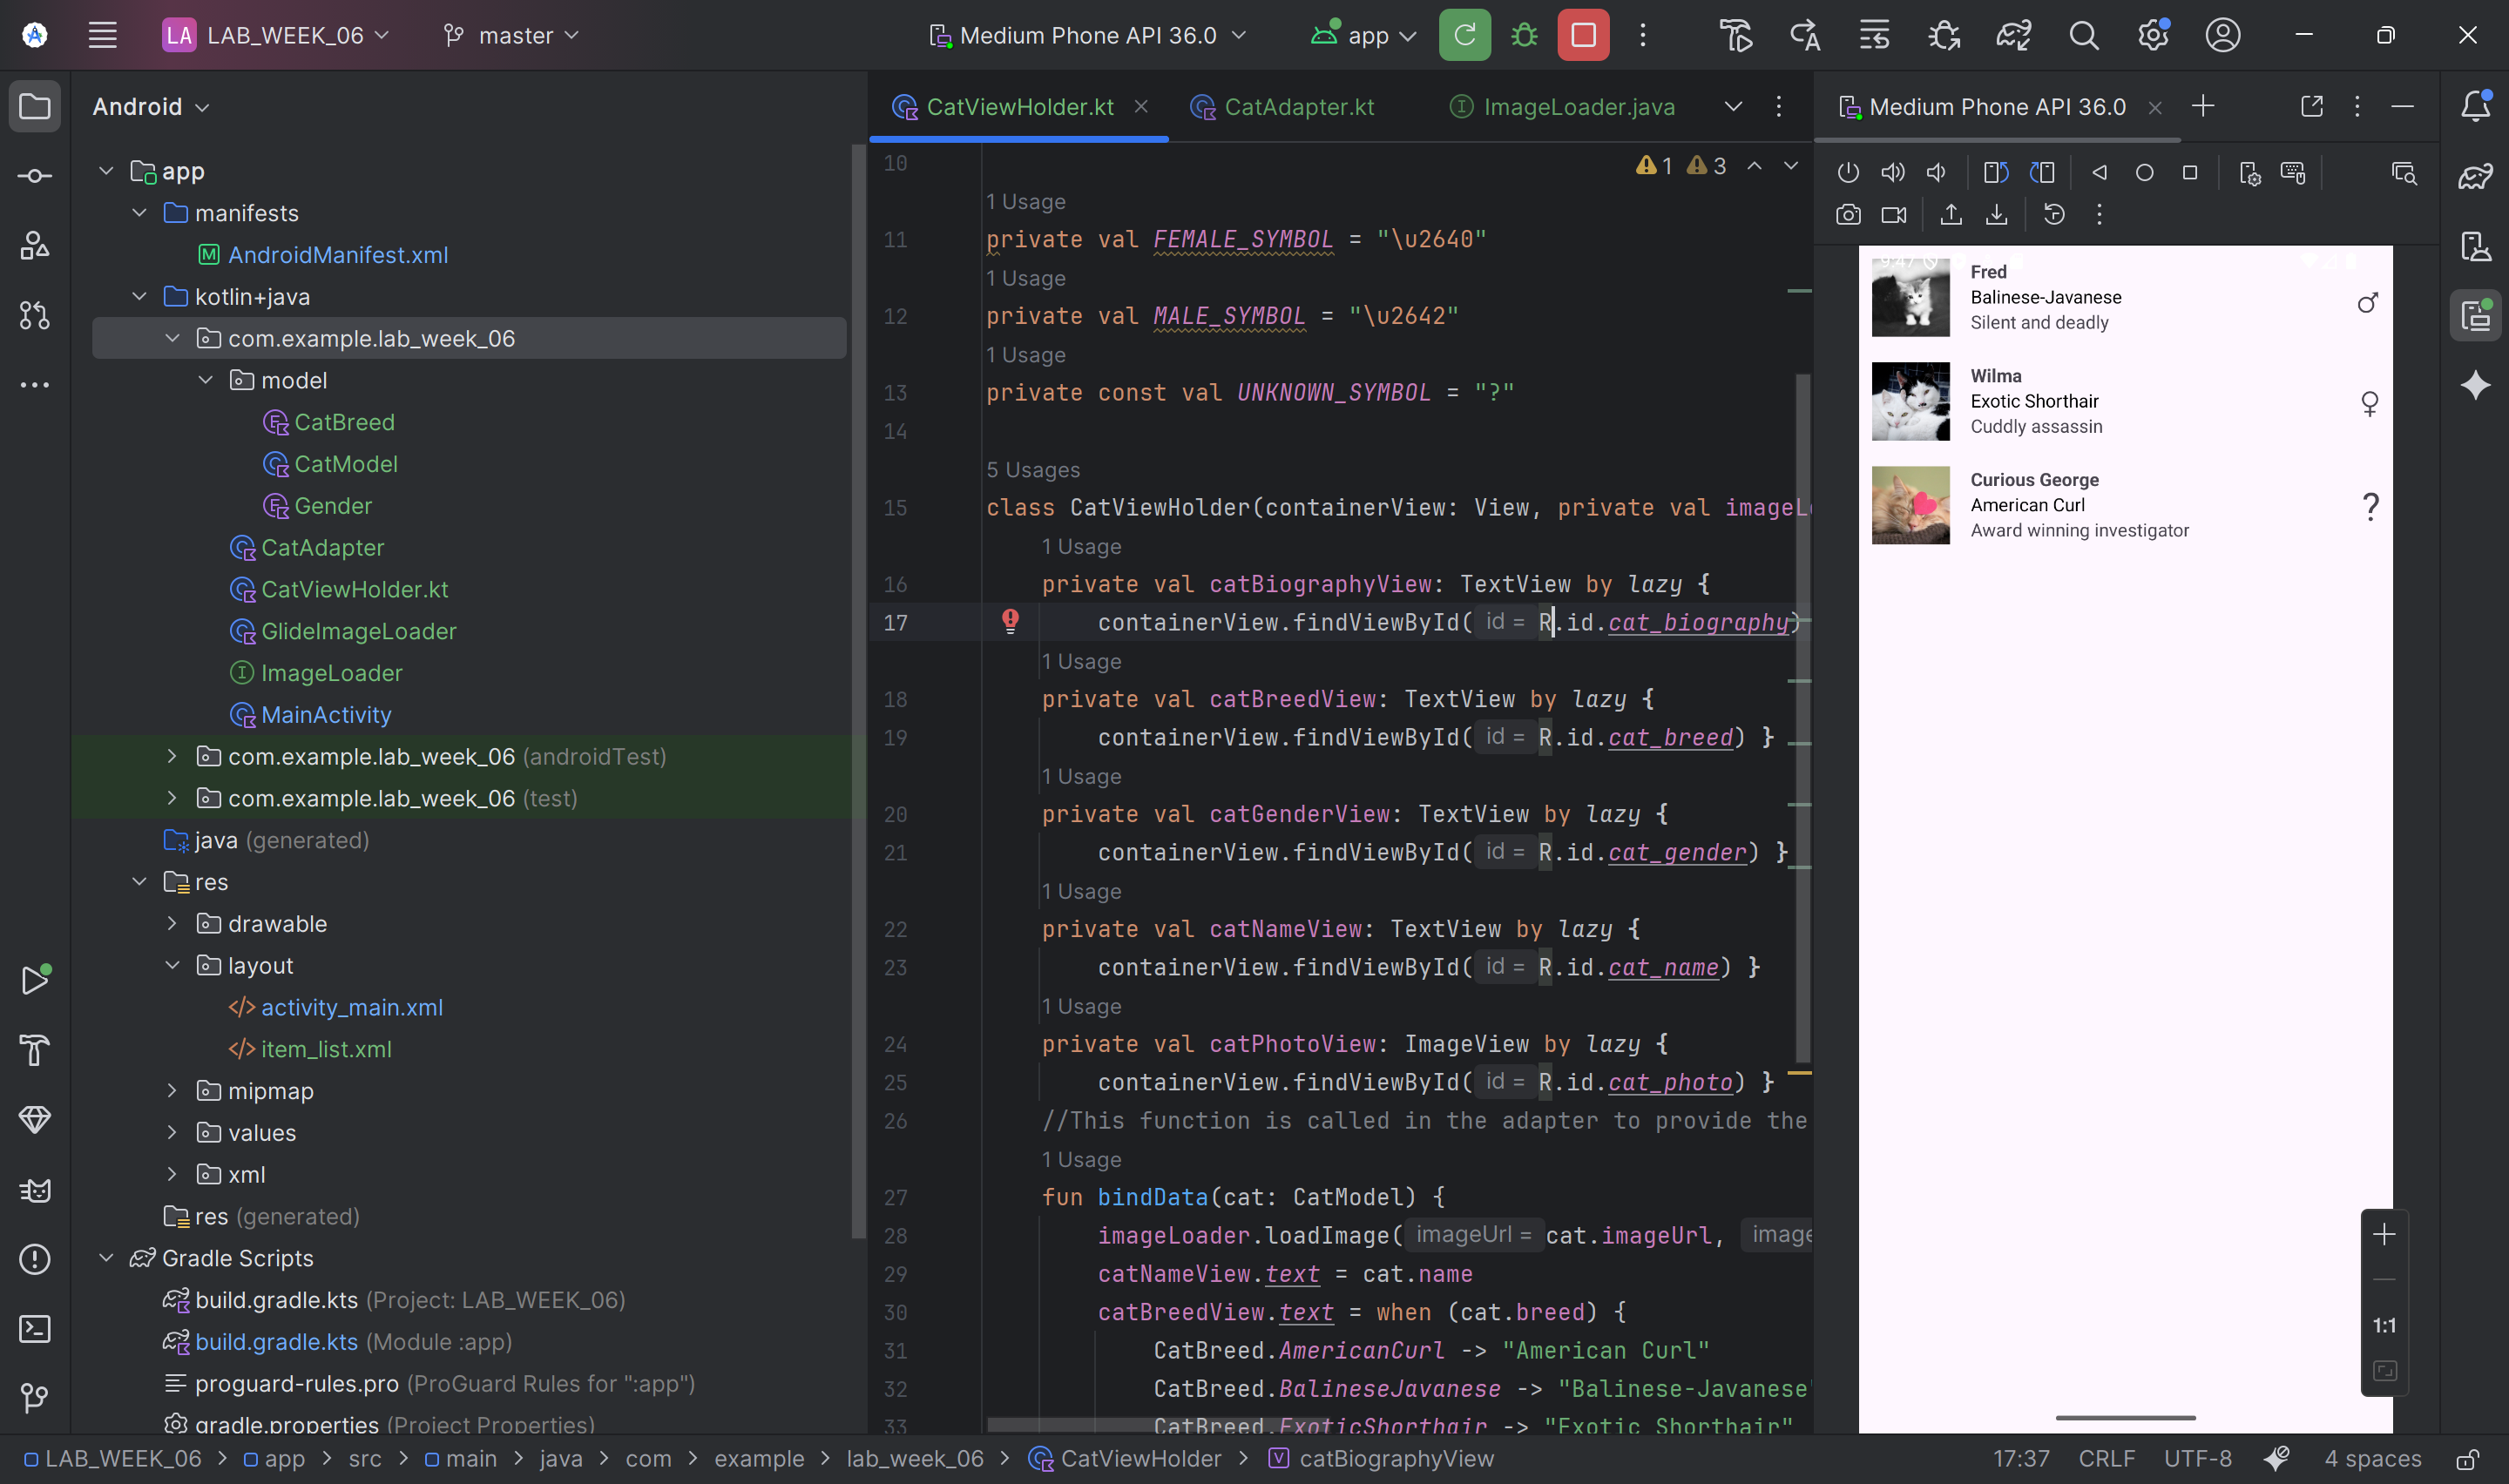 LA LAB_WEEK_06 master Medium Phone API 36.0 app
Android
app
manifests
AndroidManifest.xml
kotlin+java
com.example.lab_week_06
model
CatBreed
CatModel
Gender
CatAdapter
CatViewHolder.kt
GlideImageLoader
ImageLoader
MainActivity
com.example.lab_week_06 (androidTest)
com.example.lab_week_06 (test)
java (generated)
res
drawable
layout
activity_main.xml
item_list.xml
mipmap
values
xml
res (generated)
Gradle Scripts
build.gradle.kts (Project: LAB_WEEK_06)
build.gradle.kts (Module :app)
proguard-rules.pro (ProGuard Rules for ":app")
gradle.properties (Project Properties)
CatViewHolder.kt CatAdapter.kt ImageLoader.java
10 1 3
1 Usage
11 private val FEMALE_SYMBOL = "\u2640"
1 Usage
12 private val MALE_SYMBOL = "\u2642"
1 Usage
13 private const val UNKNOWN_SYMBOL = "?"
14
5 Usages
15 class CatViewHolder(containerView: View, private val imageL
1 Usage
16 private val catBiographyView: TextView by lazy {
17 containerView.findViewById( id = R.id.cat_biography)
1 Usage
18 private val catBreedView: TextView by lazy {
19 containerView.findViewById( id = R.id.cat_breed) }
1 Usage
20 private val catGenderView: TextView by lazy {
21 containerView.findViewById( id = R.id.cat_gender) }
1 Usage
22 private val catNameView: TextView by lazy {
23 containerView.findViewById( id = R.id.cat_name) }
1 Usage
24 private val catPhotoView: ImageView by lazy {
25 containerView.findViewById( id = R.id.cat_photo) }
26 //This function is called in the adapter to provide the
1 Usage
27 fun bindData(cat: CatModel) {
28 imageLoader.loadImage( imageUrl = cat.imageUrl, image
29 catNameView.text = cat.name
30 catBreedView.text = when (cat.breed) {
31 CatBreed.AmericanCurl -> "American Curl"
32 CatBreed.BalineseJavanese -> "Balinese-Javanese"
33 CatBreed.ExoticShorthair -> "Exotic Shorthair"
Medium Phone API 36.0
Fred
Balinese-Javanese
Silent and deadly
♂
Wilma
Exotic Shorthair
Cuddly assassin
♀
Curious George
American Curl
Award winning investigator
?
1:1
LAB_WEEK_06 > app > src > main > java > com > example > lab_week_06 > CatViewHolder > catBiographyView
17:37 CRLF UTF-8 4 spaces